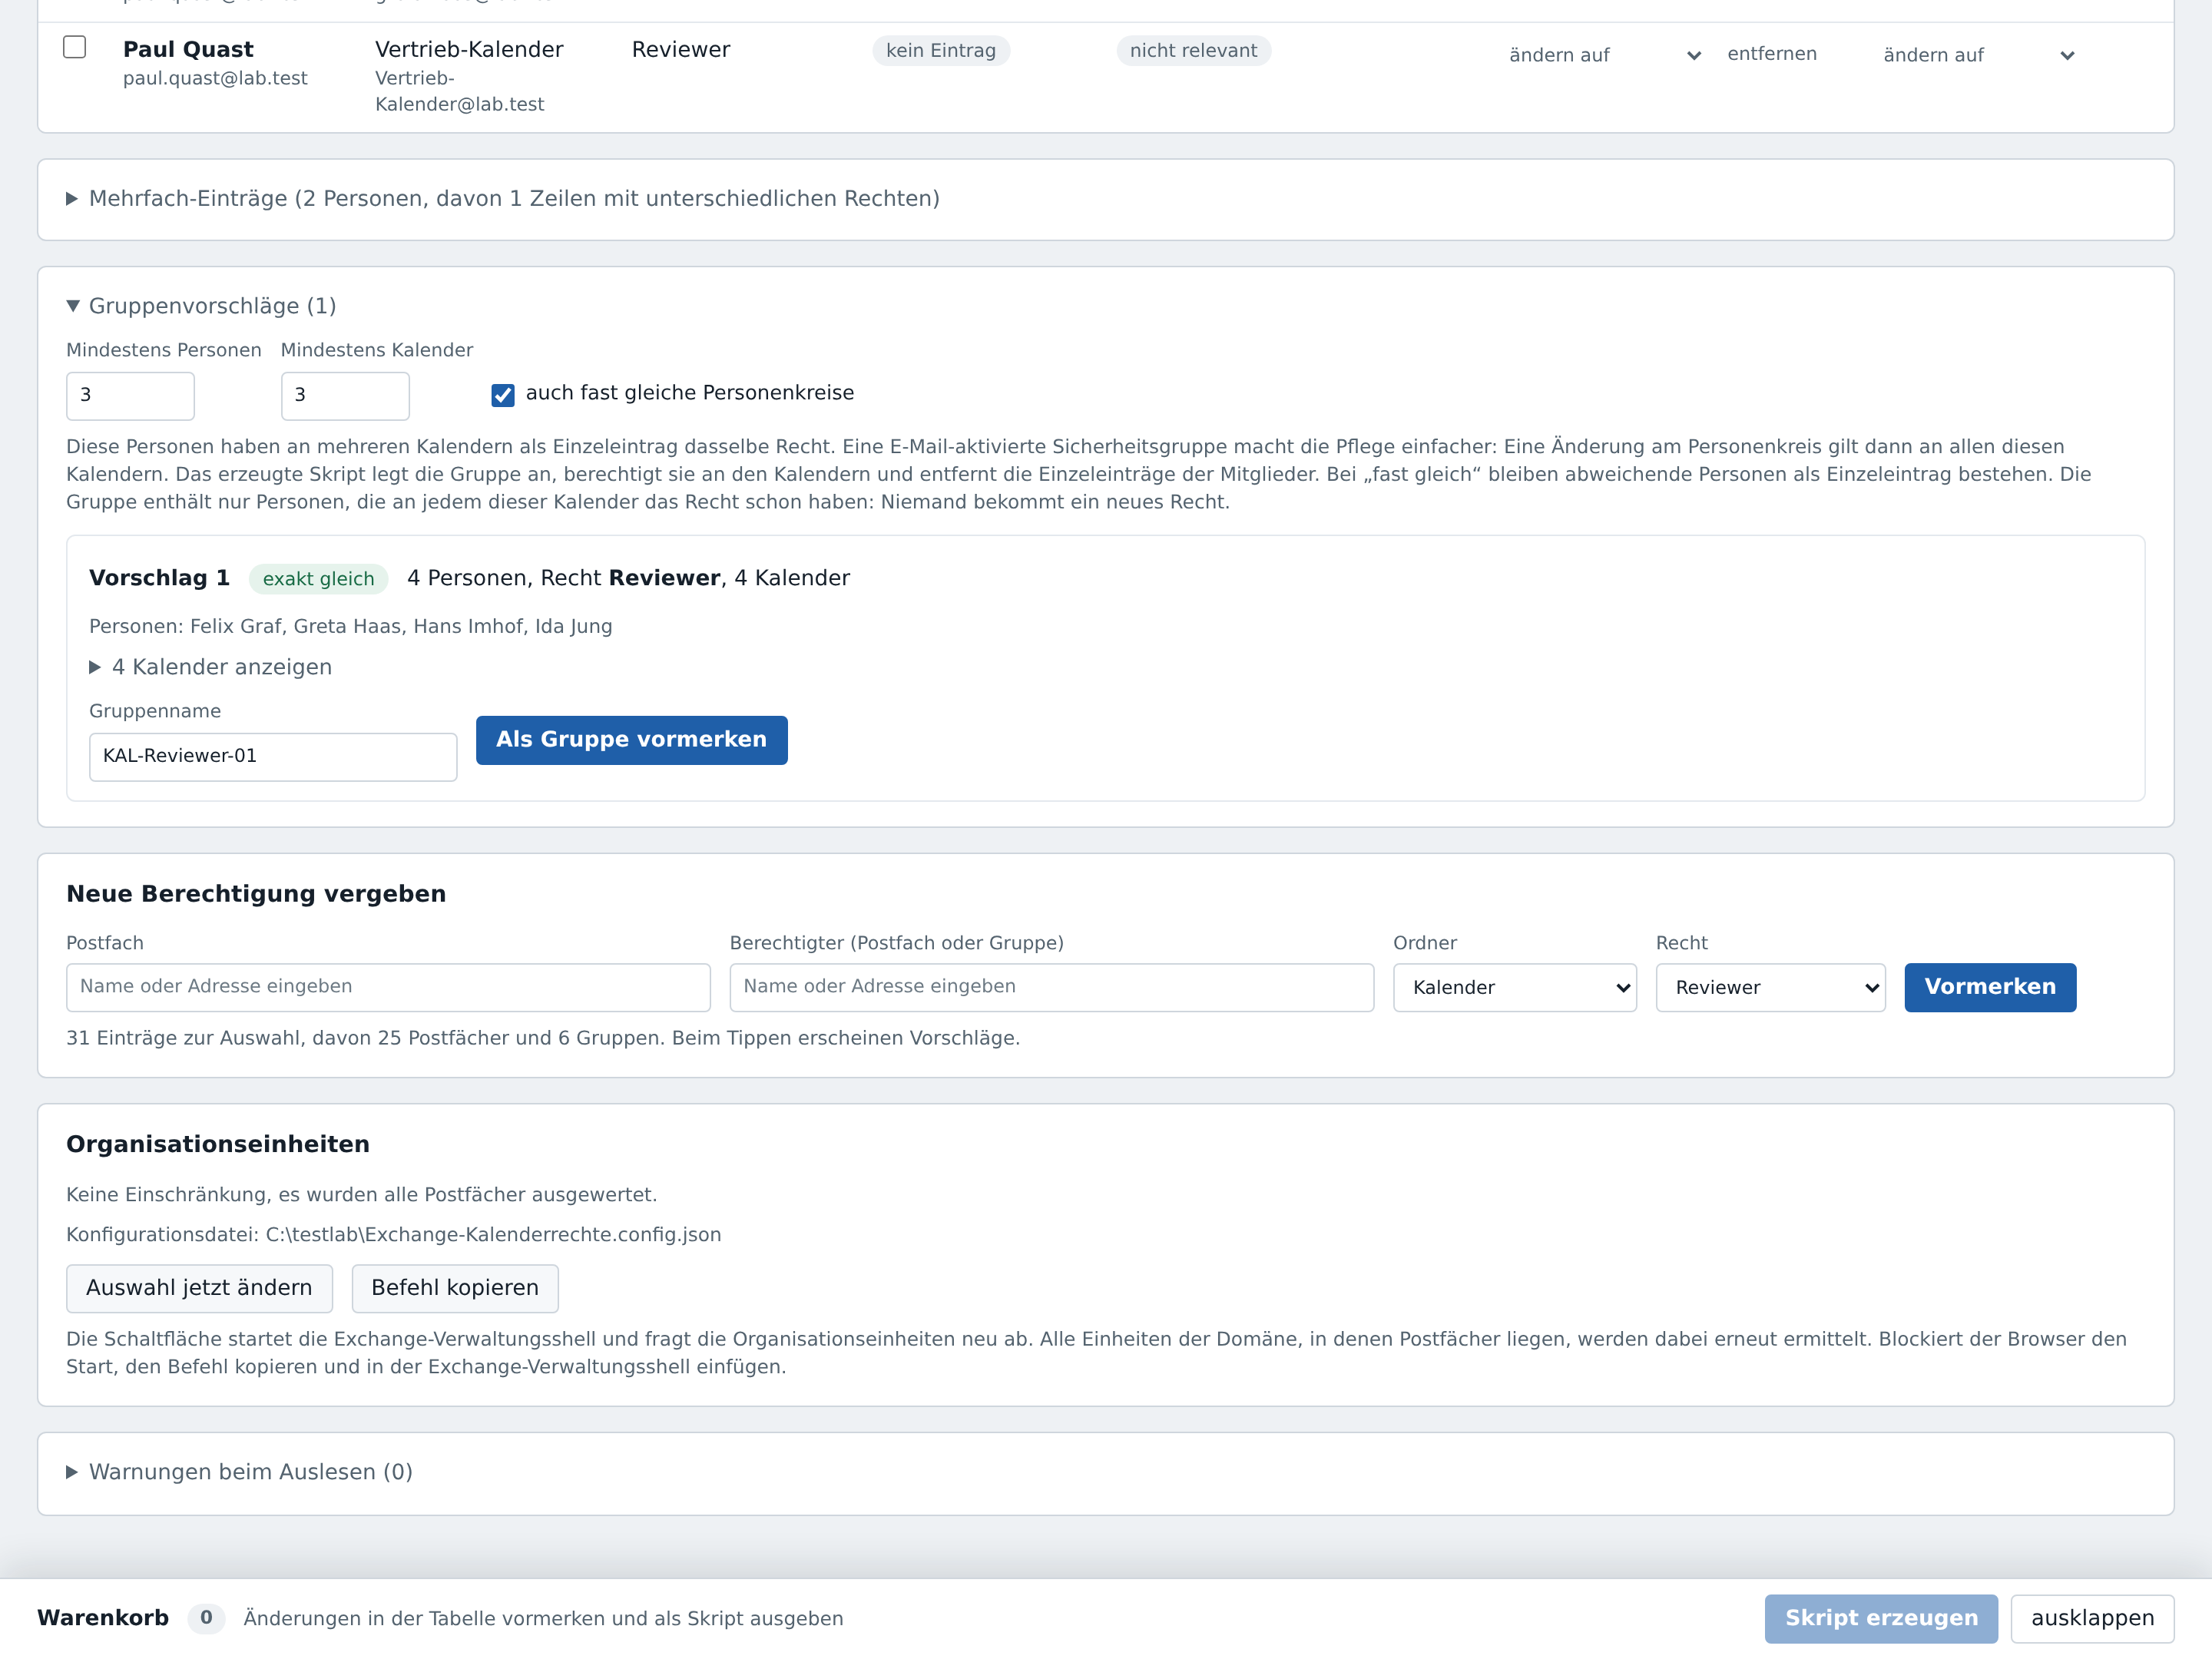 Paul Quast Vertrieb-Kalender Reviewer kein Eintrag nicht relevant ändern auf entfernen ändern auf
paul.quast@lab.test Vertrieb-
Kalender@lab.test
Mehrfach-Einträge (2 Personen, davon 1 Zeilen mit unterschiedlichen Rechten)
Gruppenvorschläge (1)
Mindestens Personen Mindestens Kalender
3 3 auch fast gleiche Personenkreise
Diese Personen haben an mehreren Kalendern als Einzeleintrag dasselbe Recht. Eine E-Mail-aktivierte Sicherheitsgruppe macht die Pflege einfacher: Eine Änderung am Personenkreis gilt dann an allen diesen
Kalendern. Das erzeugte Skript legt die Gruppe an, berechtigt sie an den Kalendern und entfernt die Einzeleinträge der Mitglieder. Bei „fast gleich“ bleiben abweichende Personen als Einzeleintrag bestehen. Die
Gruppe enthält nur Personen, die an jedem dieser Kalender das Recht schon haben: Niemand bekommt ein neues Recht.
Vorschlag 1 exakt gleich 4 Personen, Recht Reviewer, 4 Kalender
Personen: Felix Graf, Greta Haas, Hans Imhof, Ida Jung
4 Kalender anzeigen
Gruppenname
KAL-Reviewer-01 Als Gruppe vormerken
Neue Berechtigung vergeben
Postfach Berechtigter (Postfach oder Gruppe) Ordner Recht
Name oder Adresse eingeben Name oder Adresse eingeben Kalender Reviewer Vormerken
31 Einträge zur Auswahl, davon 25 Postfächer und 6 Gruppen. Beim Tippen erscheinen Vorschläge.
Organisationseinheiten
Keine Einschränkung, es wurden alle Postfächer ausgewertet.
Konfigurationsdatei: C:\testlab\Exchange-Kalenderrechte.config.json
Auswahl jetzt ändern Befehl kopieren
Die Schaltfläche startet die Exchange-Verwaltungsshell und fragt die Organisationseinheiten neu ab. Alle Einheiten der Domäne, in denen Postfächer liegen, werden dabei erneut ermittelt. Blockiert der Browser den
Start, den Befehl kopieren und in der Exchange-Verwaltungsshell einfügen.
Warnungen beim Auslesen (0)
Warenkorb 0 Änderungen in der Tabelle vormerken und als Skript ausgeben Skript erzeugen ausklappen